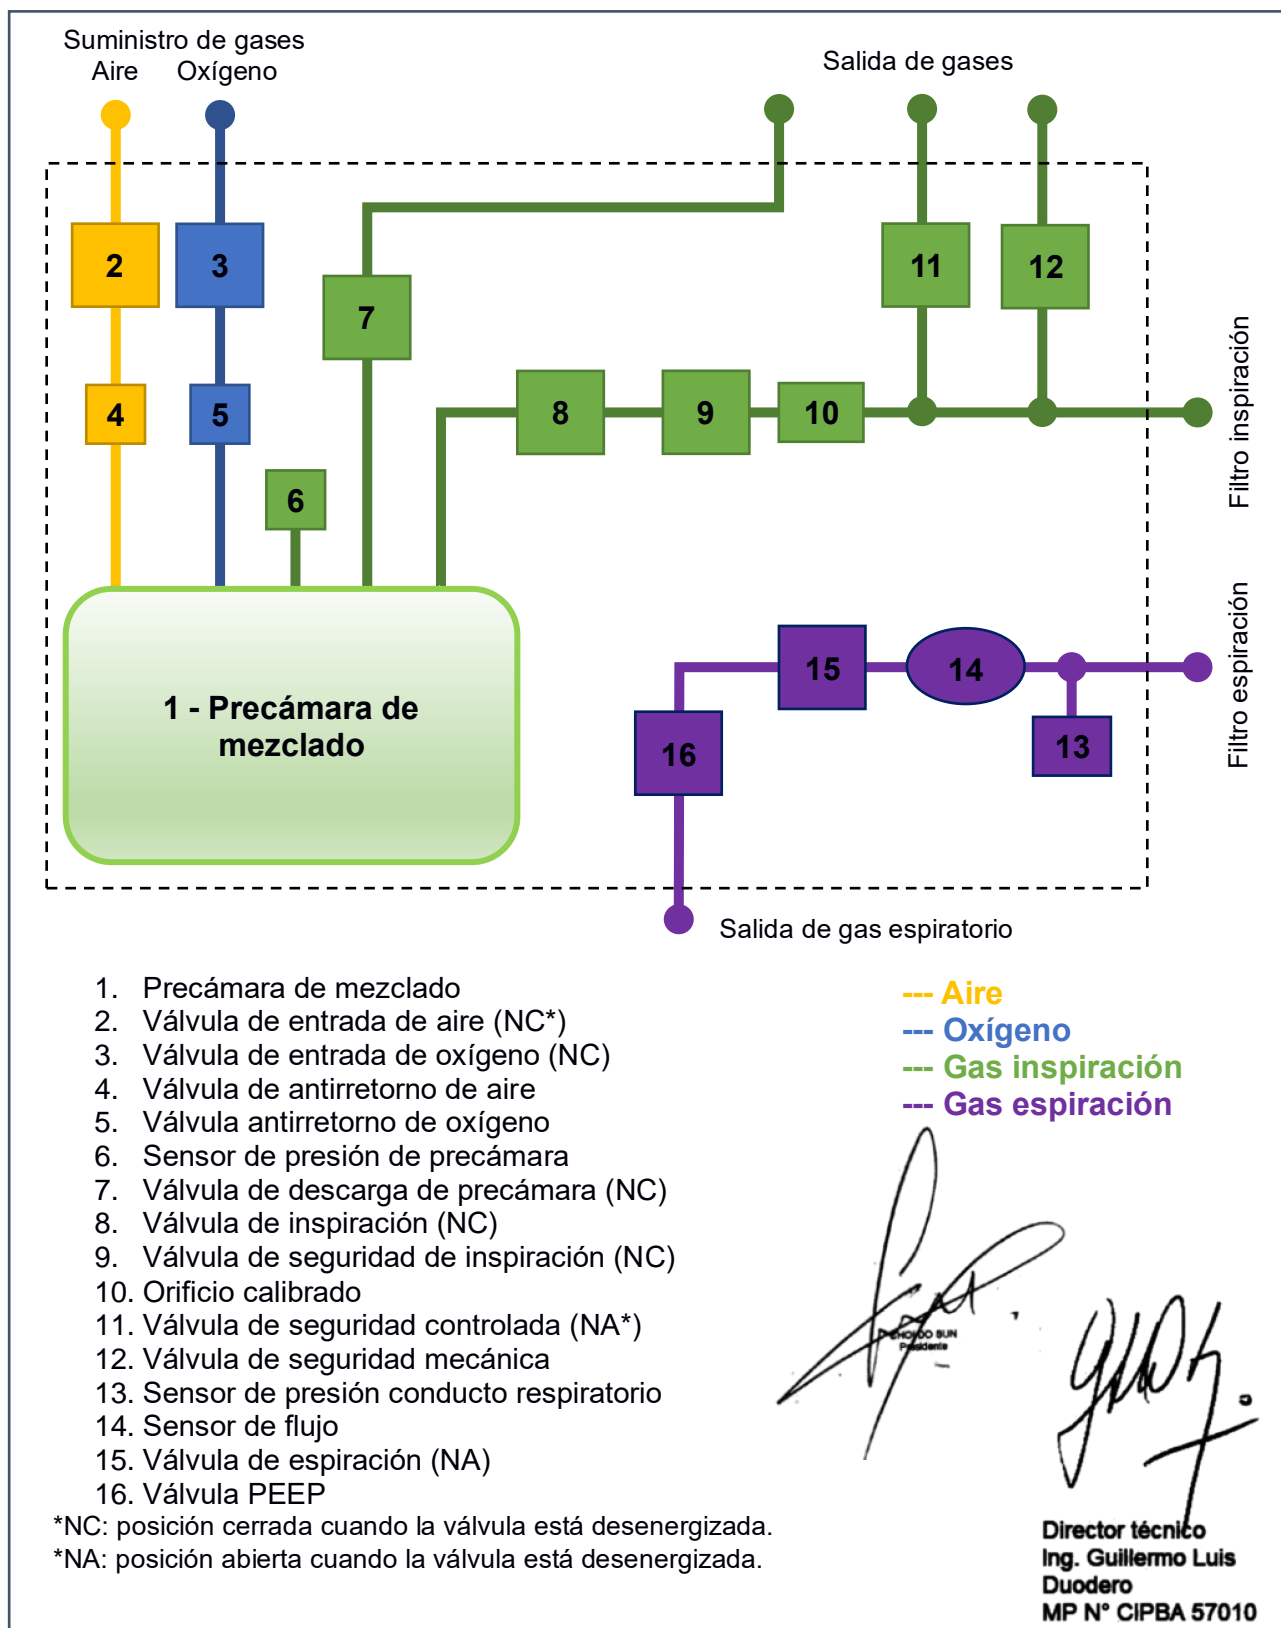 Suministro de gases
Aire Oxígeno
Salida de gases
2
3
7
11
12
4
5
8
9
10
6
Filtro inspiración
1 - Precámara de
mezclado
15
14
13
16
Filtro espiración
Salida de gas espiratorio
1. Precámara de mezclado
2. Válvula de entrada de aire (NC*)
3. Válvula de entrada de oxígeno (NC)
4. Válvula de antirretorno de aire
5. Válvula antirretorno de oxígeno
6. Sensor de presión de precámara
7. Válvula de descarga de precámara (NC)
8. Válvula de inspiración (NC)
9. Válvula de seguridad de inspiración (NC)
10. Orificio calibrado
11. Válvula de seguridad controlada (NA*)
12. Válvula de seguridad mecánica
13. Sensor de presión conducto respiratorio
14. Sensor de flujo
15. Válvula de espiración (NA)
16. Válvula PEEP
*NC: posición cerrada cuando la válvula está desenergizada.
*NA: posición abierta cuando la válvula está desenergizada.
--- Aire
--- Oxígeno
--- Gas inspiración
--- Gas espiración
SUN
Presidente
Director técnico
Ing. Guillermo Luis
Duodero
MP N° CIPBA 57010